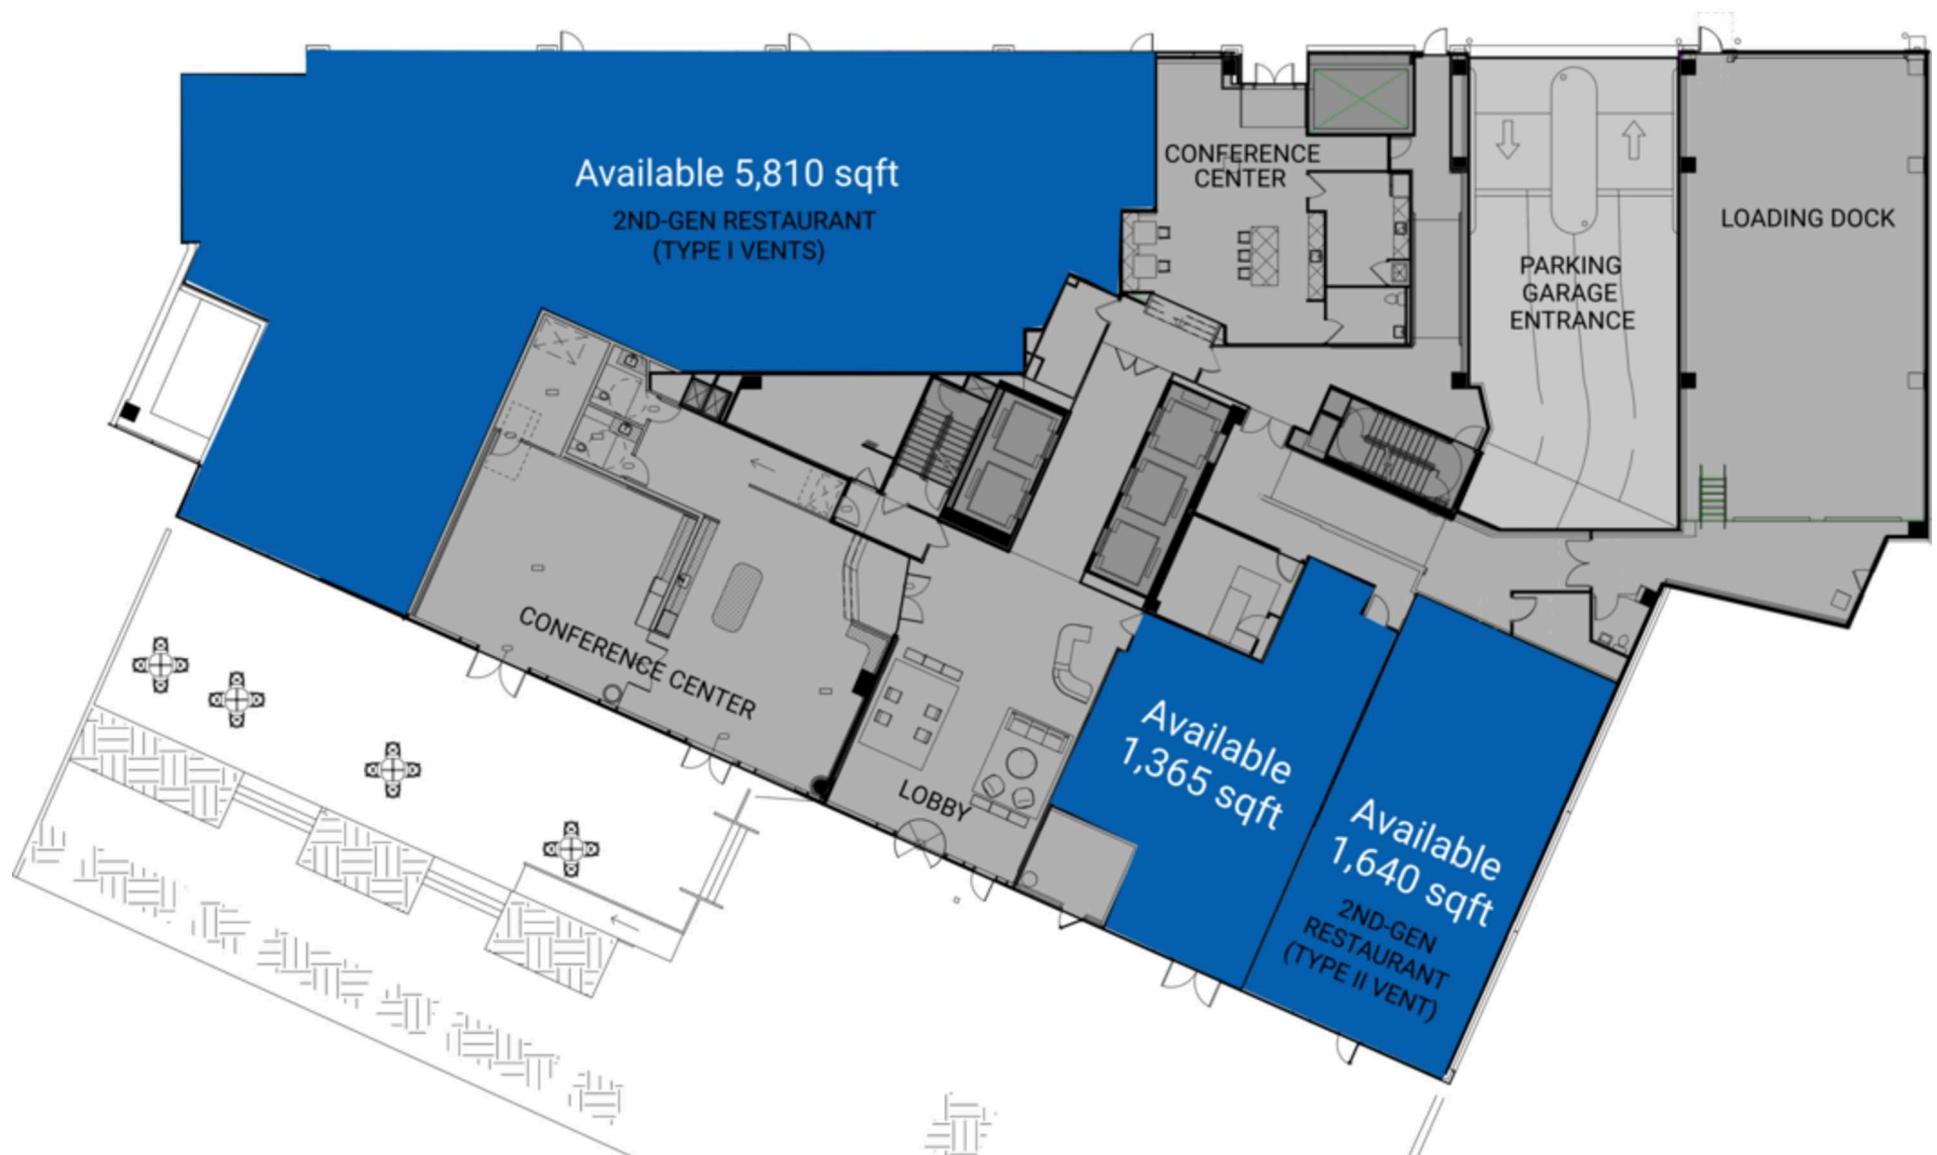 Available 5,810 sqft
2ND-GEN RESTAURANT
(TYPE I VENTS)
CONFERENCE
CENTER
LOADING DOCK
PARKING
GARAGE
ENTRANCE
CONFERENCE CENTER
LOBBY
Available
1,365 sqft
Available
1,640 sqft
2ND-GEN
RESTAURANT
(TYPE II VENT)